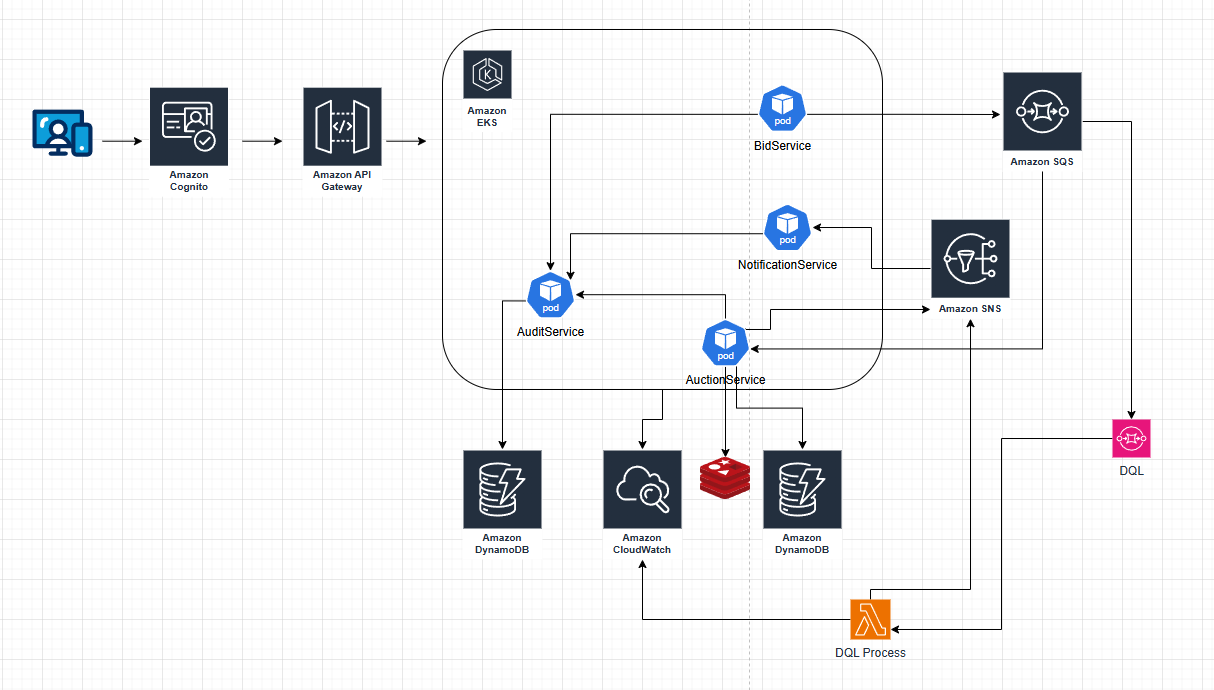 Amazon
EKS
pod
BidService
Amazon SQS
Amazon
Cognito
Amazon API
Gateway
pod
NotificationService
pod
AuditService
Amazon SNS
pod
AuctionService
DQL
Amazon
DynamoDB
Amazon
CloudWatch
Amazon
DynamoDB
DQL Process